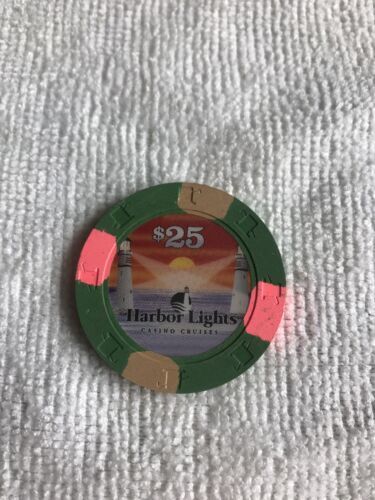 $25
Harbor Lights
CASINO CRUISES